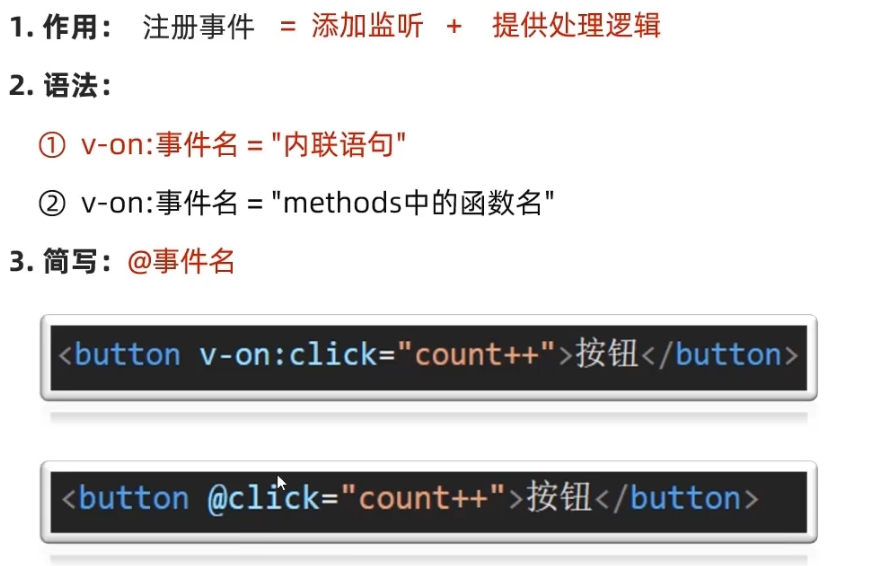 1. 作用： 注册事件 = 添加监听 + 提供处理逻辑
2. 语法：
① v-on:事件名 = "内联语句"
② v-on:事件名 = "methods中的函数名"
3. 简写：@事件名
<button v-on:click="count++">按钮</button>
<button @click="count++">按钮</button>